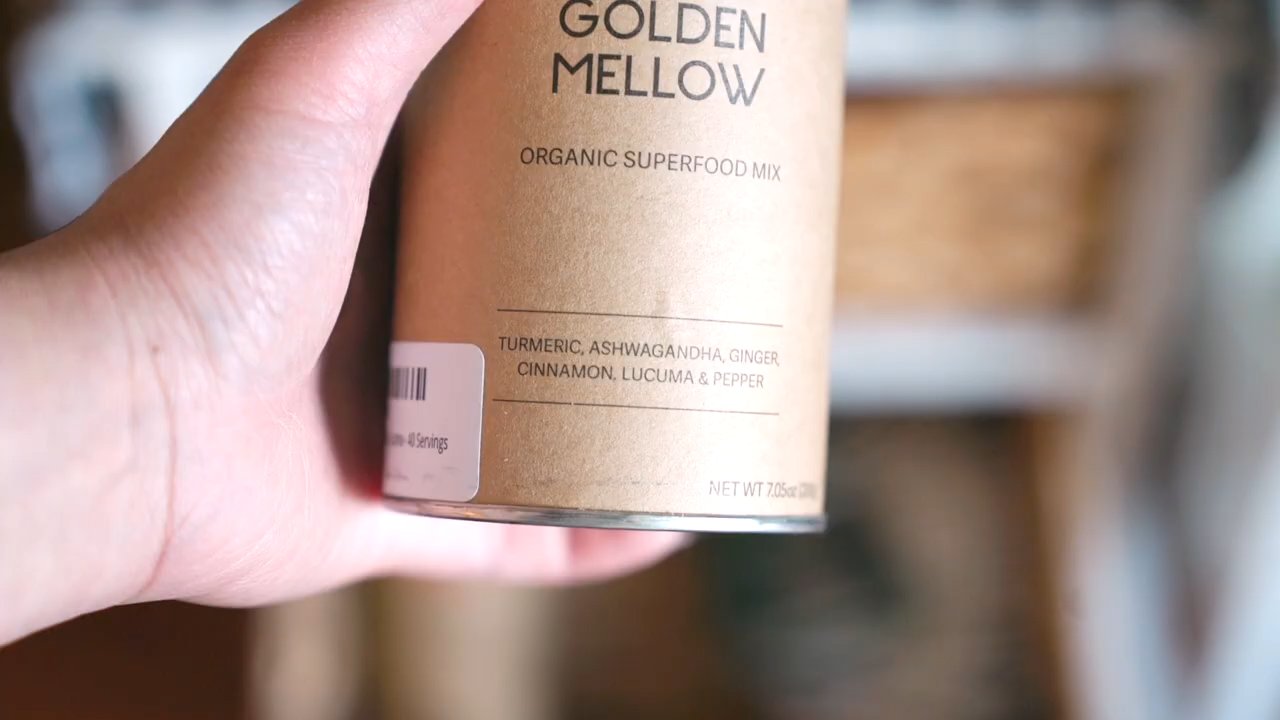 GOLDEN
MELLOW
ORGANIC SUPERFOOD MIX
TURMERIC, ASHWAGANDHA, GINGER,
CINNAMON, LUCUMA & PEPPER
40 Servings
NET WT 7.05oz